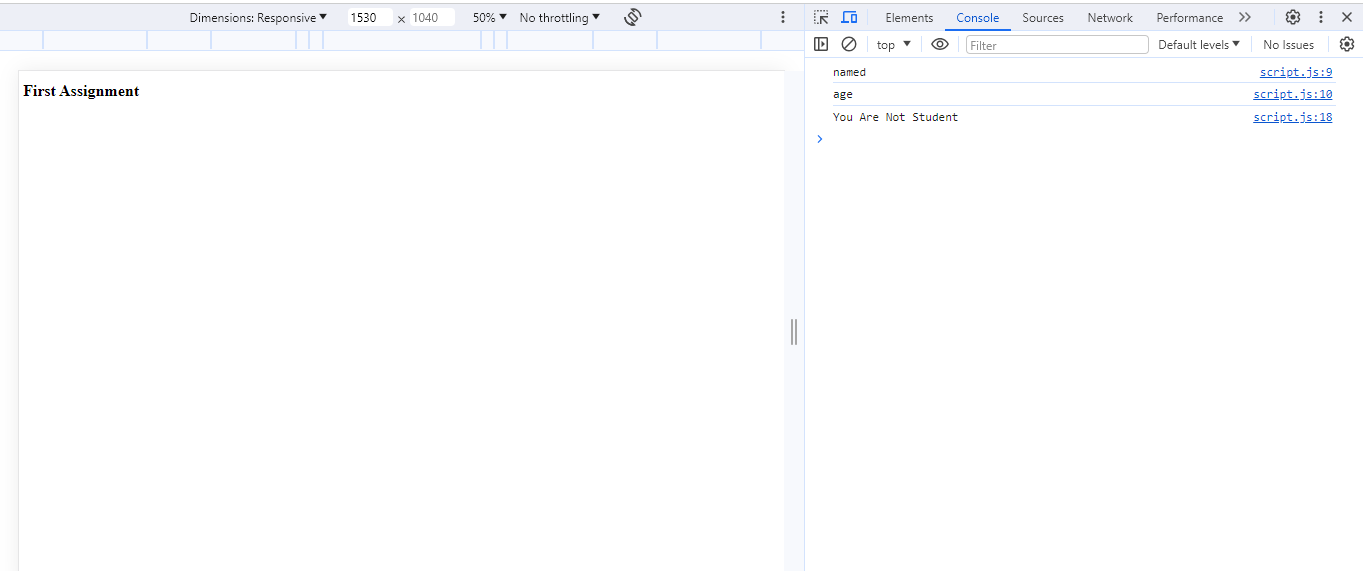 Dimensions: Responsive 1530 × 1040 50% No throttling
First Assignment
Elements Console Sources Network Performance
top Filter Default levels No Issues
named script.js:9
age script.js:10
You Are Not Student script.js:18